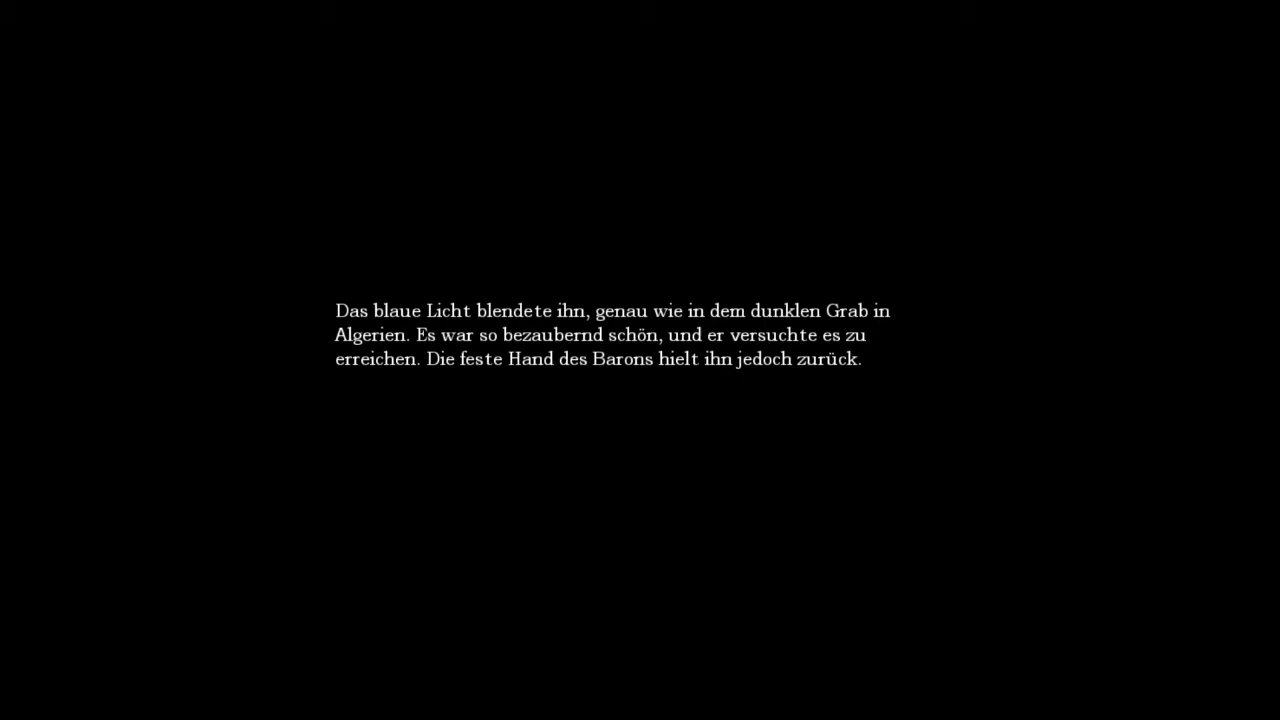 Das blaue Licht blendete ihn, genau wie in dem dunklen Grab in
Algerien. Es war so bezaubernd schön, und er versuchte es zu
erreichen. Die feste Hand des Barons hielt ihn jedoch zurück.